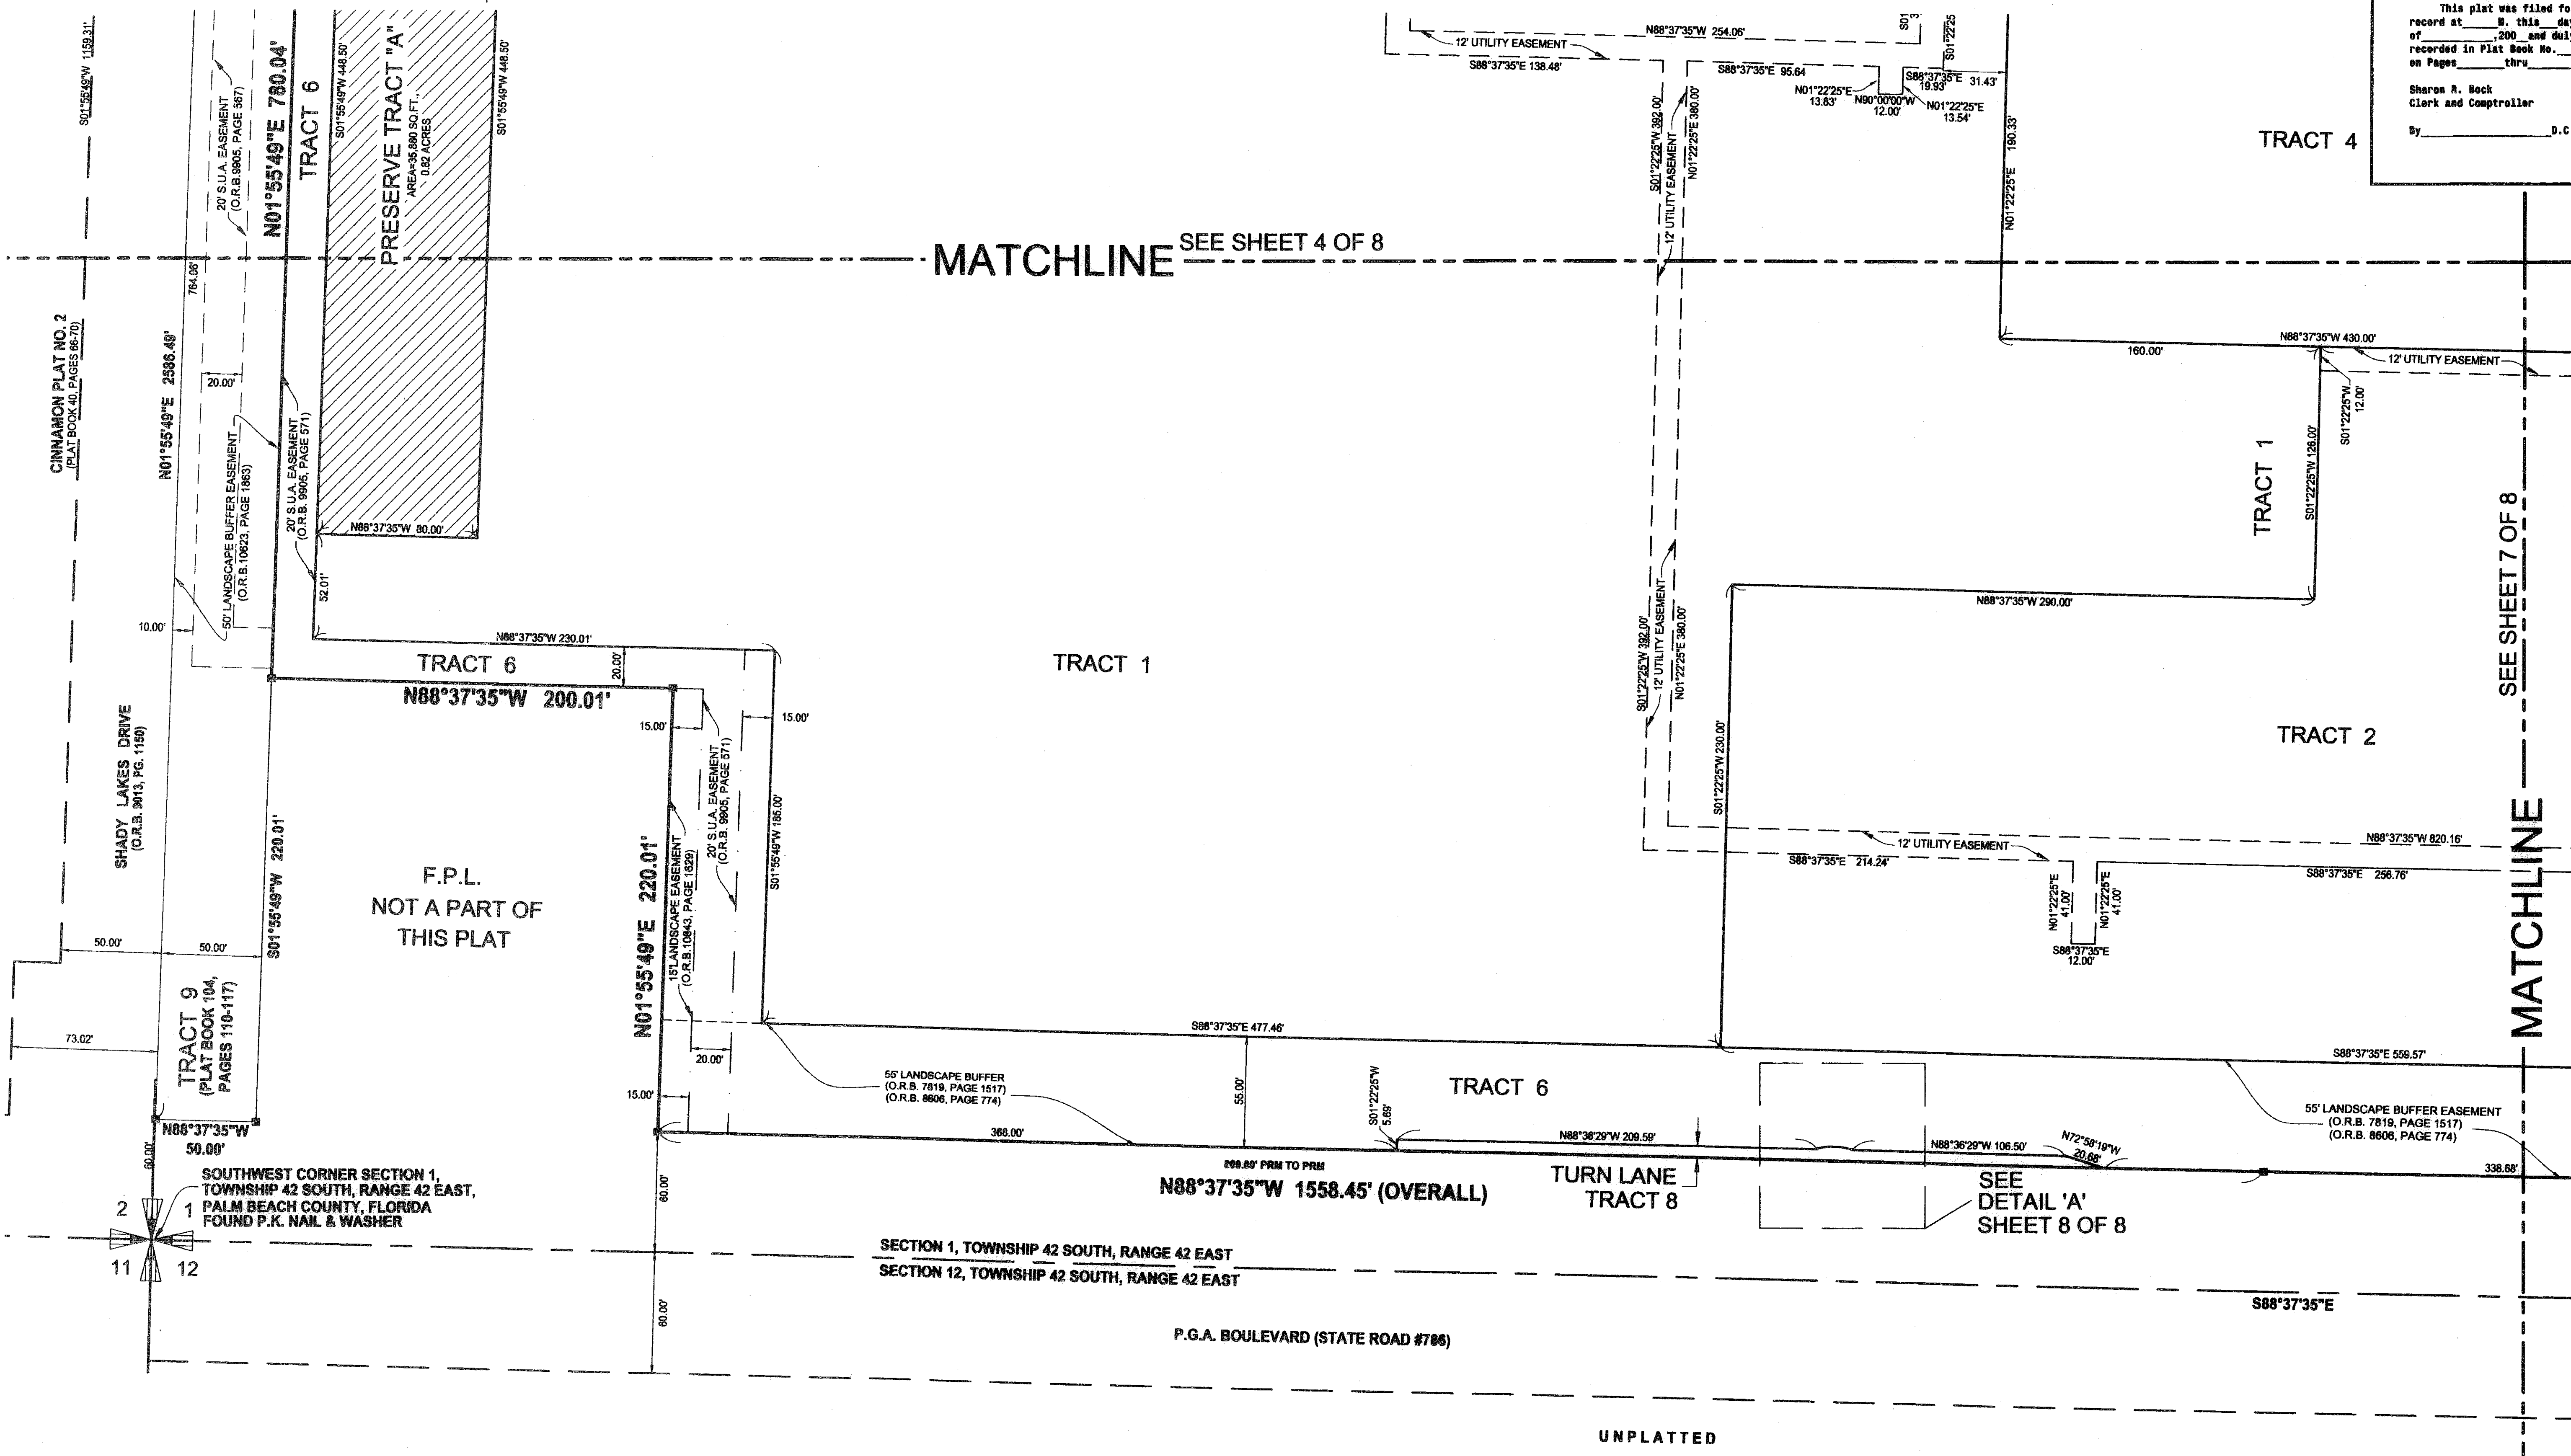 This plat was filed fo
record at____M. this__da
of________,200_and dul
recorded in Plat Book No.
on Pages______thru
Sharon R. Bock
Clerk and Comptroller
By________________D.C
S01°55'49"W 1159.31'
20' S.U.A. EASEMENT
(O.R.B.9905, PAGE 567)
N01°55'49"E 780.04'
TRACT 6
S01°55'49"W 448.50'
PRESERVE TRACT "A"
AREA=35,880 SQ.FT.,
0.82 ACRES
S01°55'49"W 448.50'
N88°37'35"W 254.06'
12' UTILITY EASEMENT
S88°37'35"E 138.48'
S88°37'35"E 95.64
S01
3
S01°22'25
S88°37'35"E
19.93'
31.43'
N01°22'25"E
13.83'
N90°00'00"W
12.00'
N01°22'25"E
13.54'
S01°22'25"W 392.00'
12' UTILITY EASEMENT
N01°22'25"E 380.00'
N01°22'25"E 190.33'
TRACT 4
MATCHLINE SEE SHEET 4 OF 8
764.06'
CINNAMON PLAT NO. 2
(PLAT BOOK 40, PAGES 66-70)
N01°55'49"E 2586.49'
20.00'
50' LANDSCAPE BUFFER EASEMENT
(O.R.B.10623, PAGE 1863)
20' S.U.A. EASEMENT
(O.R.B. 9905, PAGE 571)
N88°37'35"W 80.00'
52.01'
10.00'
N88°37'35"W 430.00'
160.00'
12' UTILITY EASEMENT
S01°22'25"W
12.00'
TRACT 1
S01°22'25"W 126.00'
SEE SHEET 7 OF 8
MATCHLINE
N88°37'35"W 290.00'
N88°37'35"W 230.01'
TRACT 6
20.00'
N88°37'35"W 200.01'
TRACT 1
S01°22'25"W 392.00'
12' UTILITY EASEMENT
N01°22'25"E 380.00'
S01°22'25"W 230.00'
TRACT 2
SHADY LAKES DRIVE
(O.R.B. 9013, PG. 1150)
15.00'
15.00'
20' S.U.A. EASEMENT
(O.R.B. 9905, PAGE 571)
S01°55'49"W 185.00'
S01°55'49"W 220.01'
F.P.L.
NOT A PART OF
THIS PLAT
N01°55'49"E 220.01'
15'LANDSCAPE EASEMENT
(O.R.B.10843, PAGE 1629)
N88°37'35"W 820.16'
12' UTILITY EASEMENT
S88°37'35"E 214.24'
S88°37'35"E 256.76'
N01°22'25"E
41.00'
N01°22'25"E
41.00'
S88°37'35"E
12.00'
50.00'
50.00'
TRACT 9
(PLAT BOOK 104,
PAGES 110-117)
73.02'
20.00'
15.00'
S88°37'35"E 477.46'
S88°37'35"E 559.57'
55' LANDSCAPE BUFFER
(O.R.B. 7819, PAGE 1517)
(O.R.B. 8606, PAGE 774)
55.00'
S01°22'25"W
5.69'
TRACT 6
55' LANDSCAPE BUFFER EASEMENT
(O.R.B. 7819, PAGE 1517)
(O.R.B. 8606, PAGE 774)
N88°37'35"W
50.00'
60.00'
368.00'
N88°36'29"W 209.59'
N88°36'29"W 106.50'
N72°58'19"W
20.68'
338.68'
PRM TO PRM
N88°37'35"W 1558.45' (OVERALL)
TURN LANE
TRACT 8
SEE
DETAIL 'A'
SHEET 8 OF 8
SOUTHWEST CORNER SECTION 1,
TOWNSHIP 42 SOUTH, RANGE 42 EAST,
PALM BEACH COUNTY, FLORIDA
FOUND P.K. NAIL & WASHER
2 1
11 12
60.00'
SECTION 1, TOWNSHIP 42 SOUTH, RANGE 42 EAST
SECTION 12, TOWNSHIP 42 SOUTH, RANGE 42 EAST
60.00'
S88°37'35"E
P.G.A. BOULEVARD (STATE ROAD #786)
UNPLATTED